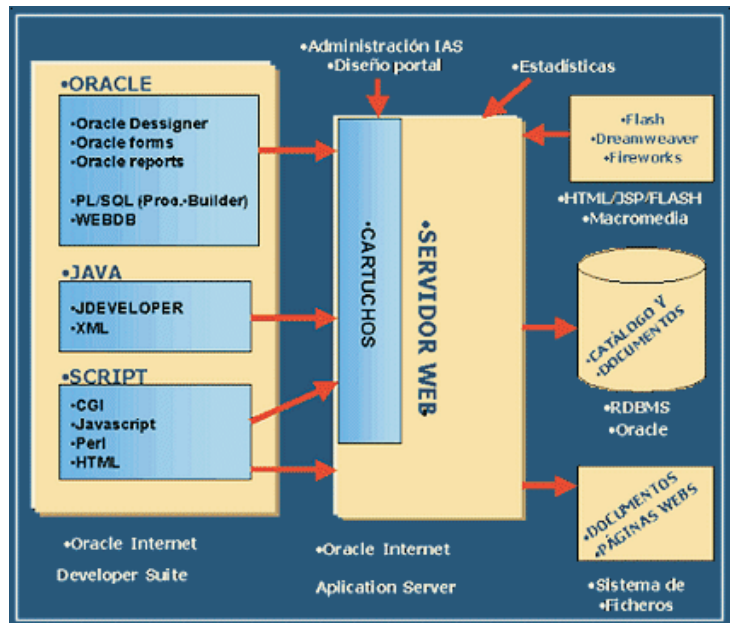 •ORACLE
•Oracle Dessigner
•Oracle forms
•Oracle reports
•PL/SQL (Proc.-Builder)
•WEBDB
•JAVA
•JDEVELOPER
•XML
•SCRIPT
•CGI
•Javascript
•Perl
•HTML
•Oracle Internet
Developer Suite
•Administración IAS
•Diseño portal
•CARTUCHOS
•SERVIDOR WEB
•Oracle Internet
Aplication Server
•Estadísticas
•Flash
•Dreamweaver
•Fireworks
•HTML/JSP/FLASH
•Macromedia
•CATÁLOGO Y
•DOCUMENTOS
•RDBMS
•Oracle
•DOCUMENTOS
•PÁGINAS WEBS
•Sistema de
•Ficheros